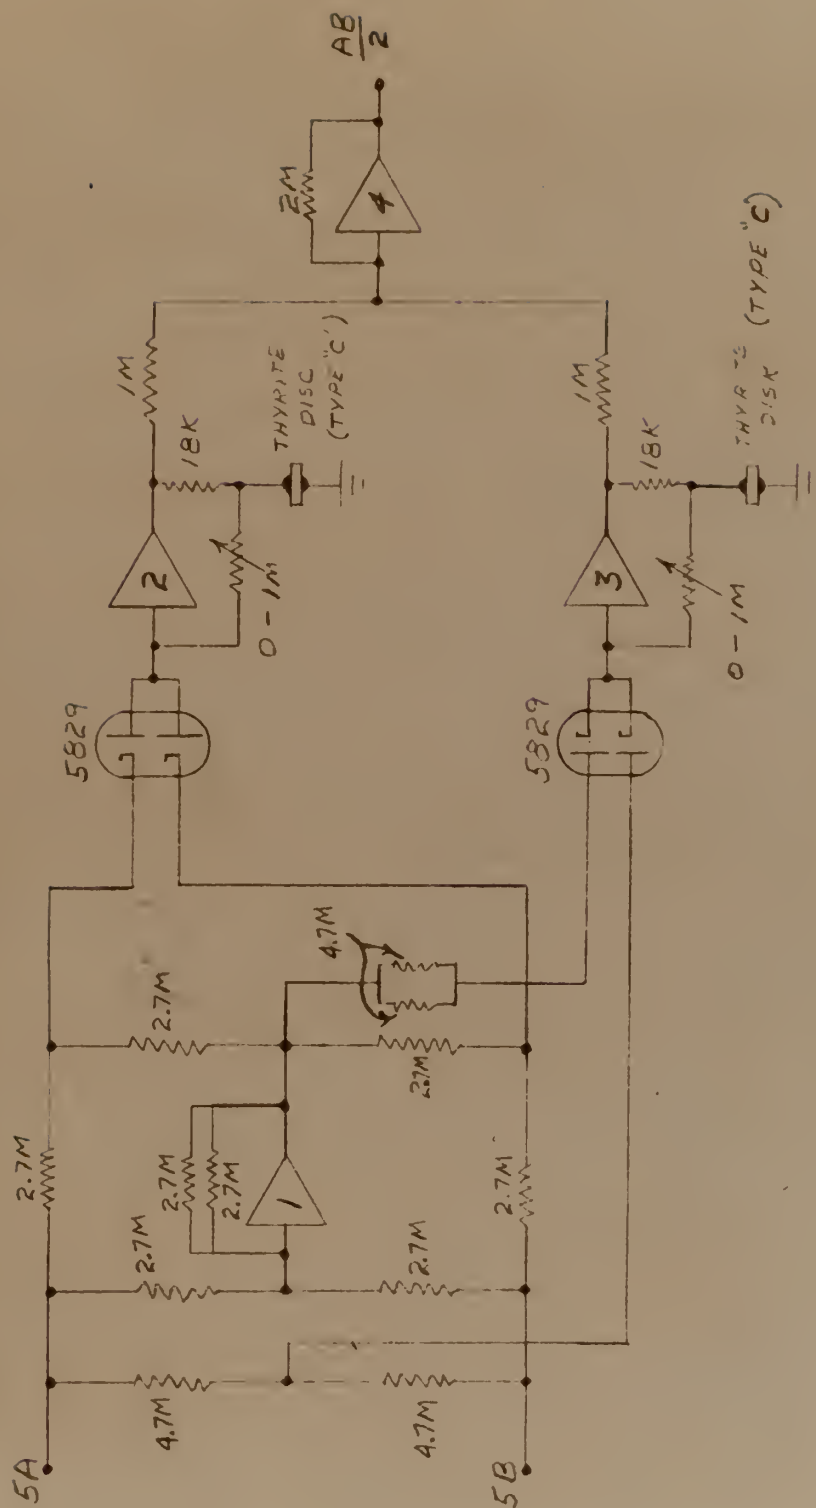 5A
5B
4.7M
4.7M
2.7M
2.7M
2.7M
2.7M
2.7M
1
2.7M
2.7M
2.7M
4.7M
5829
5829
2
0-1M
18K
THYRITE
DISC
(TYPE "C")
1M
3
0-1M
18K
THYRITE
DISK (TYPE "C")
1M
2M
4
AB
2